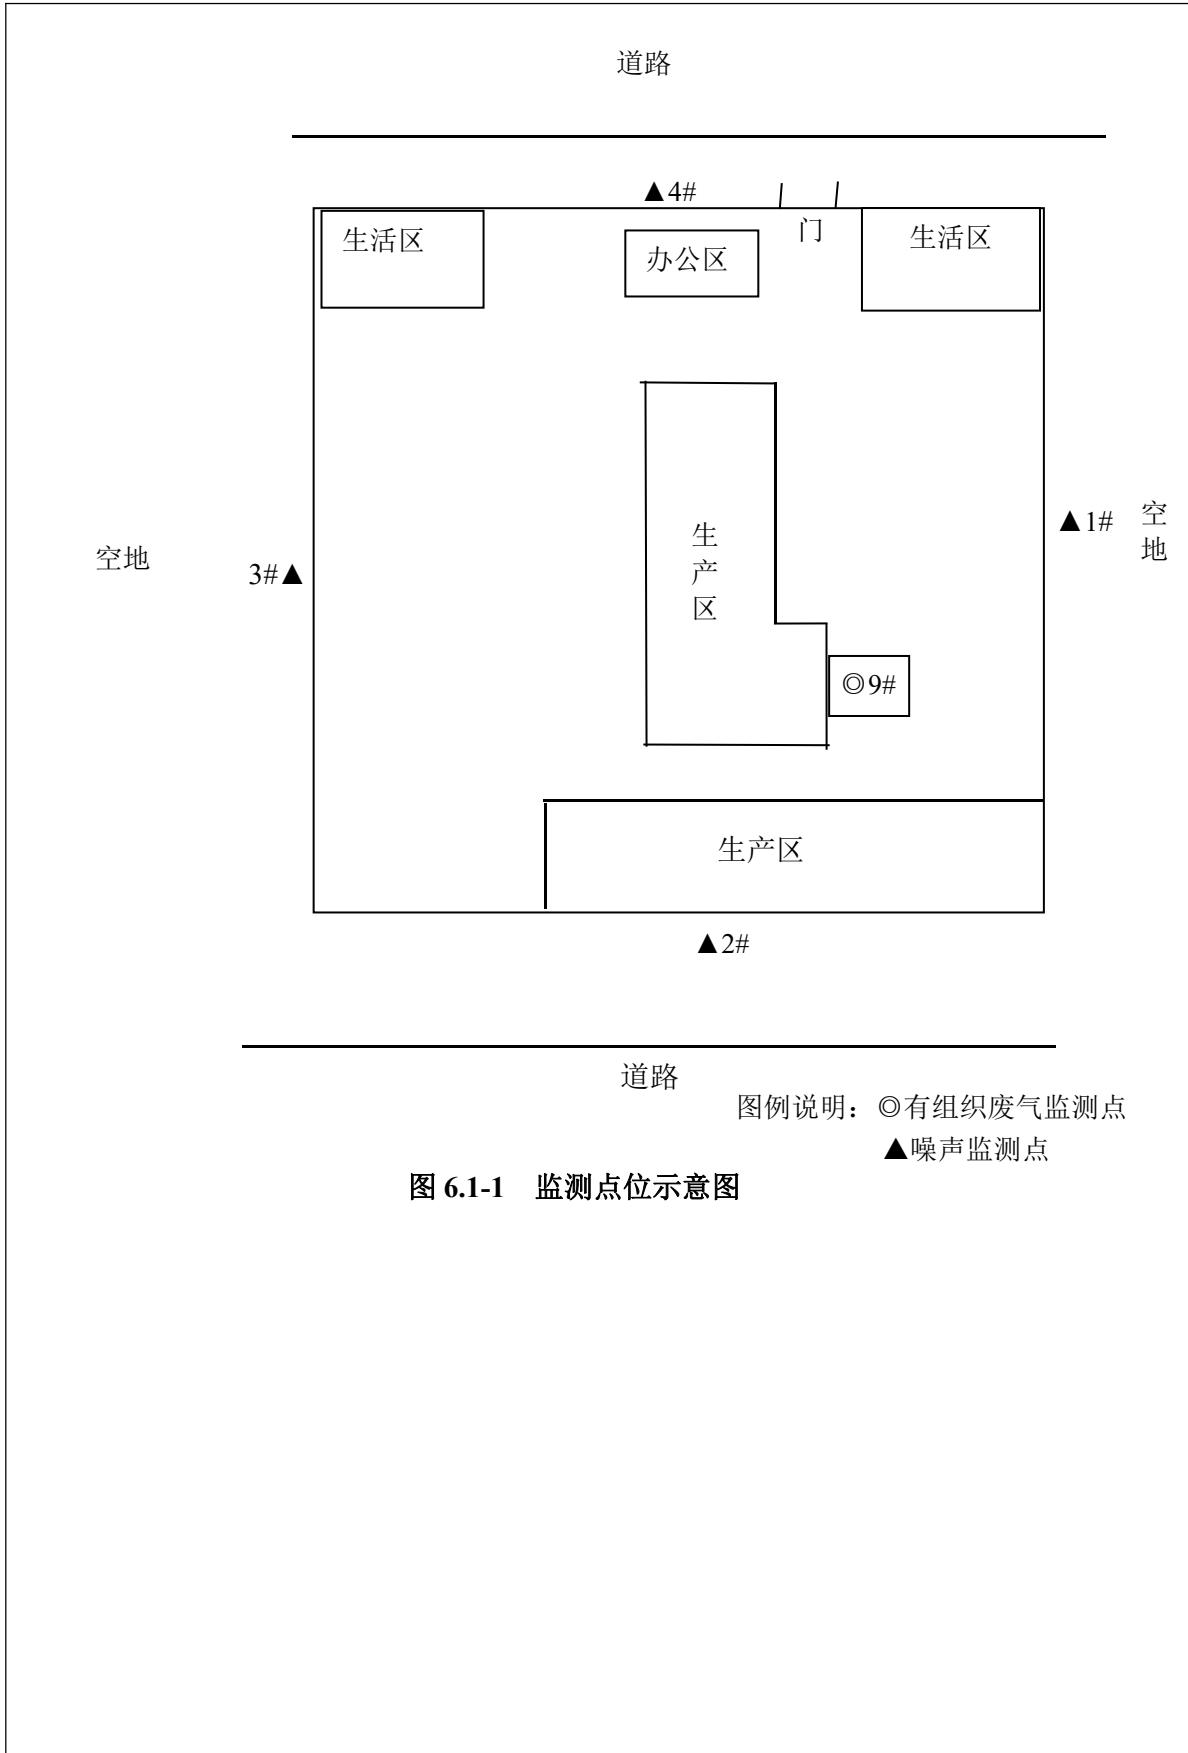 道路
▲4#
门
生活区
办公区
生活区
▲1#
空地
生产区
空地
3#▲
◎9#
生产区
▲2#
道路
图例说明：◎有组织废气监测点
▲噪声监测点
图 6.1-1 监测点位示意图